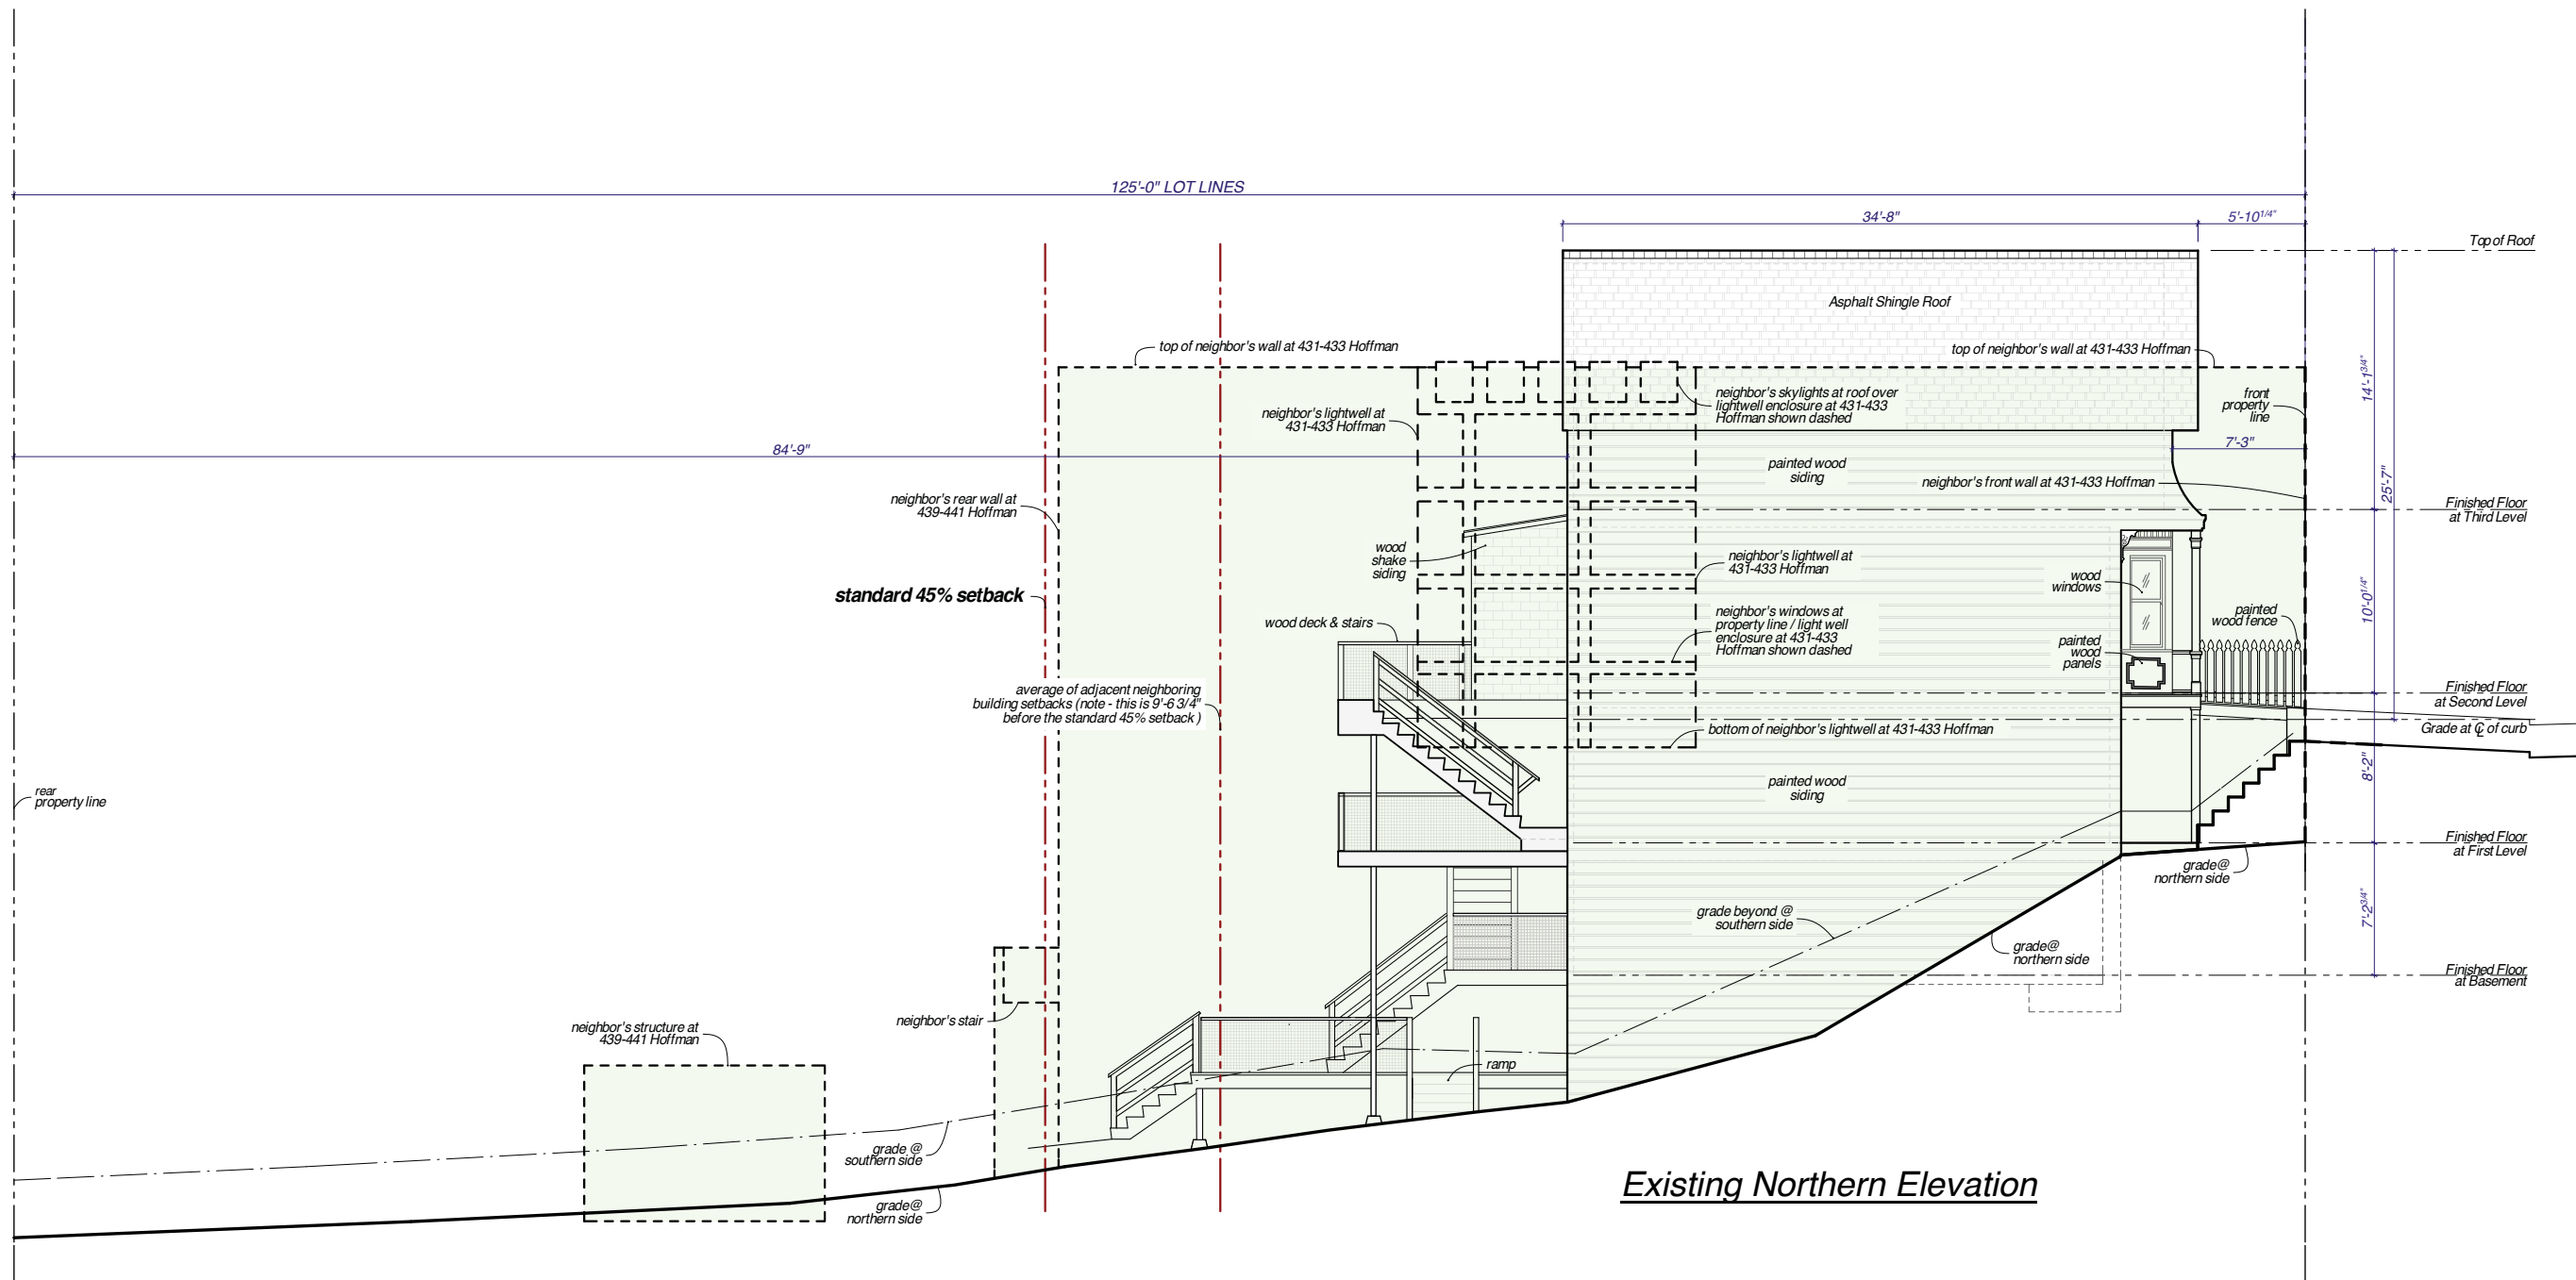 125'-0" LOT LINES
34'-8"
5'-10 1/4"
Top of Roof
Asphalt Shingle Roof
top of neighbor's wall at 431-433 Hoffman
top of neighbor's wall at 431-433 Hoffman
14'-1 3/4"
neighbor's skylights at roof over
lightwell enclosure at 431-433
Hoffman shown dashed
front
property
line
neighbor's lightwell at
431-433 Hoffman
84'-9"
7'-3"
painted wood
siding
neighbor's front wall at 431-433 Hoffman
25'-7"
neighbor's rear wall at
439-441 Hoffman
Finished Floor
at Third Level
wood
shake
siding
neighbor's lightwell at
431-433 Hoffman
wood
windows
10'-0 1/4"
standard 45% setback
wood deck & stairs
neighbor's windows at
property line / light well
enclosure at 431-433
Hoffman shown dashed
painted
wood fence
painted
wood
panels
average of adjacent neighboring
building setbacks (note - this is 9'-6 3/4"
before the standard 45% setback)
Finished Floor
at Second Level
bottom of neighbor's lightwell at 431-433 Hoffman
Grade at ℄ of curb
8'-2"
painted wood
siding
rear
property line
Finished Floor
at First Level
grade@
northern side
7'-2 3/4"
grade beyond @
southern side
grade@
northern side
Finished Floor
at Basement
neighbor's stair
neighbor's structure at
439-441 Hoffman
ramp
grade @
southern side
grade@
northern side
Existing Northern Elevation